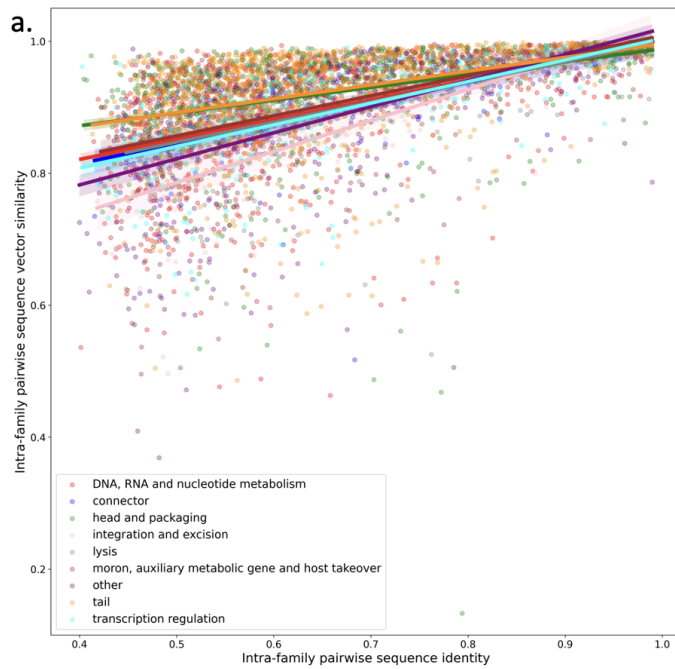 a.
1.0
0.8
0.6
0.4
0.2
Intra-family pairwise sequence vector similarity
DNA, RNA and nucleotide metabolism
connector
head and packaging
integration and excision
lysis
moron, auxiliary metabolic gene and host takeover
other
tail
transcription regulation
0.4 0.5 0.6 0.7 0.8 0.9 1.0
Intra-family pairwise sequence identity